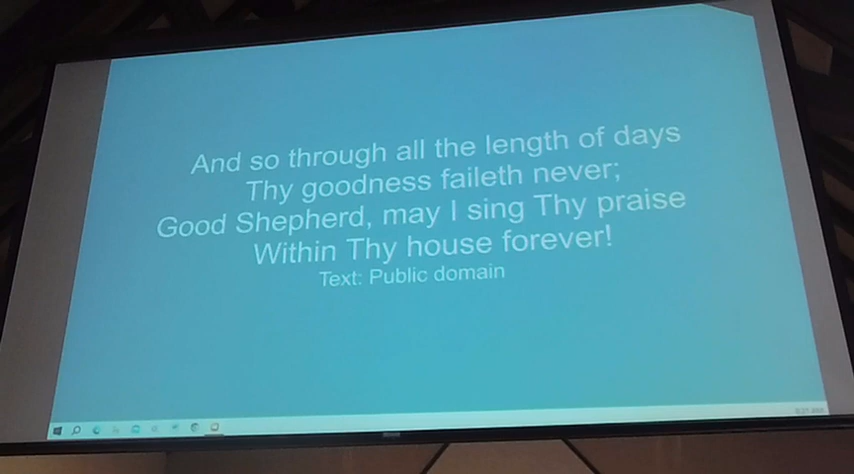 And so through all the length of days
Thy goodness faileth never;
Good Shepherd, may I sing Thy praise
Within Thy house forever!
Text: Public domain